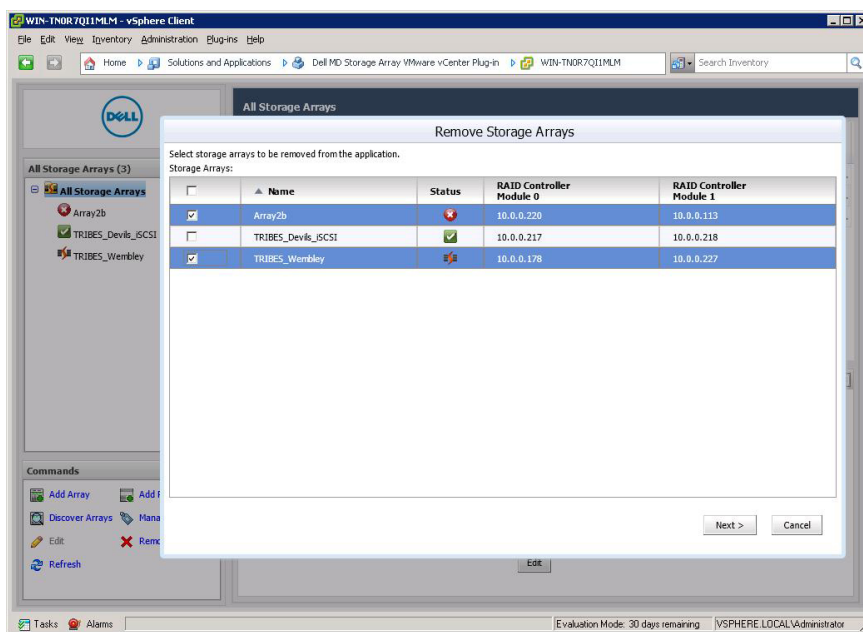 WIN-TN0R7QI1MLM - vSphere Client
File Edit View Inventory Administration Plug-ins Help
Home Solutions and Applications Dell MD Storage Array VMware vCenter Plug-in WIN-TN0R7QI1MLM Search Inventory
DELL
All Storage Arrays
Remove Storage Arrays
Select storage arrays to be removed from the application.
Storage Arrays:
All Storage Arrays (3)
All Storage Arrays
Array2b
TRIBES_Devils_iSCSI
TRIBES_Wembley
Name Status RAID Controller Module 0 RAID Controller Module 1
Array2b 10.0.0.220 10.0.0.113
TRIBES_Devils_iSCSI 10.0.0.217 10.0.0.218
TRIBES_Wembley 10.0.0.178 10.0.0.227
Commands
Add Array Add
Discover Arrays Mana
Edit Remo
Refresh
Next > Cancel
Edit
Tasks Alarms Evaluation Mode: 30 days remaining VSPHERE.LOCAL\Administrator